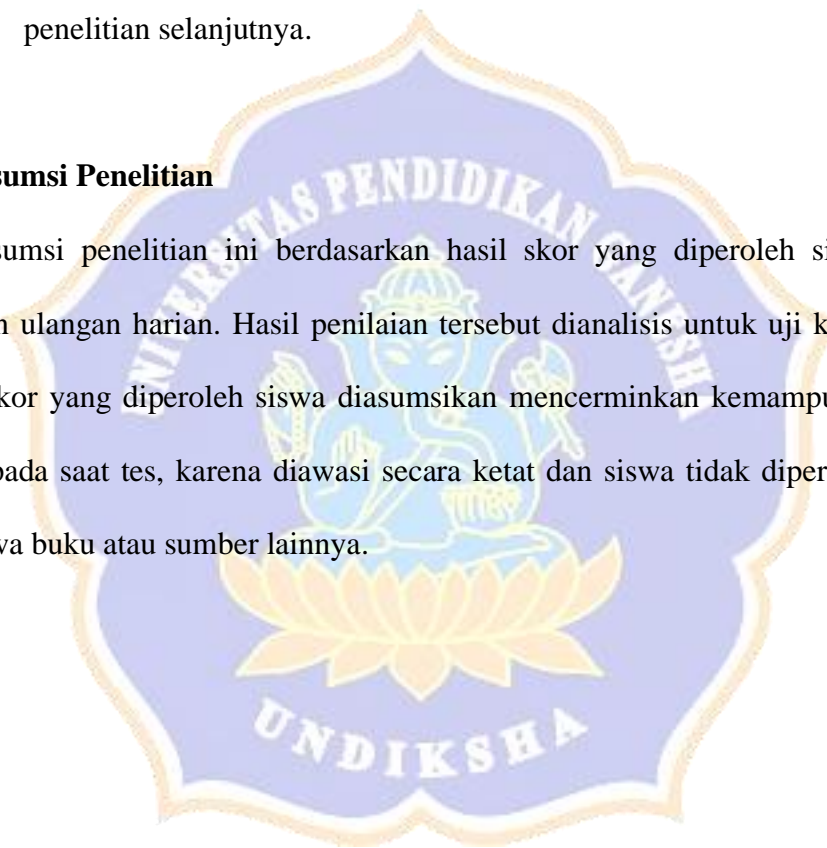 penelitian selanjutnya.
sumsi Penelitian
sumsi penelitian ini berdasarkan hasil skor yang diperoleh si
n ulangan harian. Hasil penilaian tersebut dianalisis untuk uji k
kor yang diperoleh siswa diasumsikan mencerminkan kemampu
pada saat tes, karena diawasi secara ketat dan siswa tidak diper
wa buku atau sumber lainnya.
UNIVERSITAS PENDIDIKAN GANESHA
UNDIKSHA